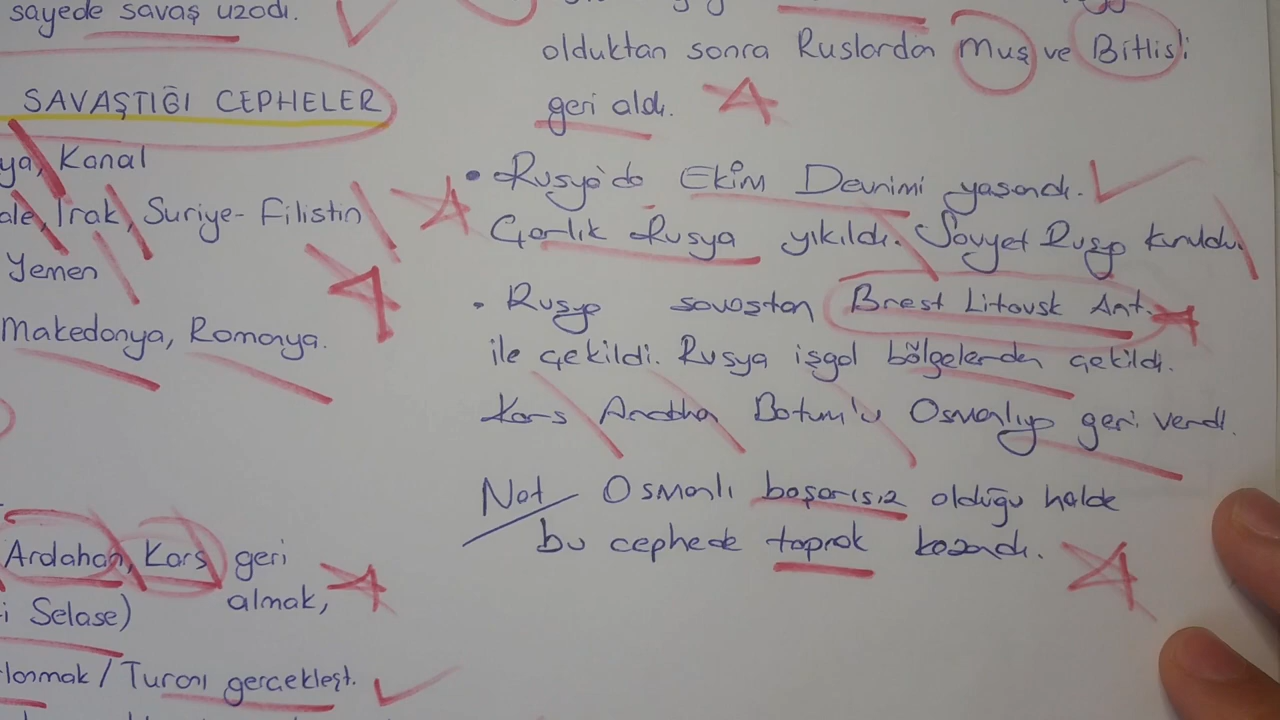 sayede savaş uzadı.
SAVAŞTIĞI CEPHELER
ya, Kanal
ale, Irak, Suriye- Filistin
Yemen
Makedonya, Romanya.
Ardahan, Kars geri
almak,
i Selase)
lanmak / Turanı gerçekleşt.
olduktan sonra Ruslardan Muş ve Bitlisi
geri aldı.
• Rusya'da Ekim Devrimi yaşandı.
Çarlık Rusya yıkıldı. Sovyet Rusya kuruldu.
• Rusya savaştan Brest Litovsk Ant.
ile çekildi. Rusya işgal bölgelerden çekildi.
Kars Ardahan Batum'u Osmanlıya geri verdi.
Not Osmanlı başarısız olduğu halde
bu cephede toprak kazandı.